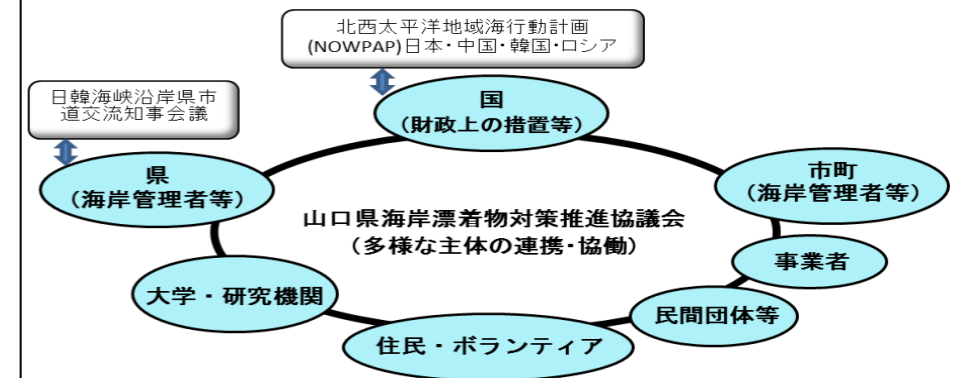 北西太平洋地域海行動計画
(NOWPAP)日本・中国・韓国・ロシア
日韓海峡沿岸県市
道交流知事会議
国
(財政上の措置等)
県
(海岸管理者等)
市町
(海岸管理者等)
山口県海岸漂着物対策推進協議会
(多様な主体の連携・協働)
事業者
大学・研究機関
民間団体等
住民・ボランティア